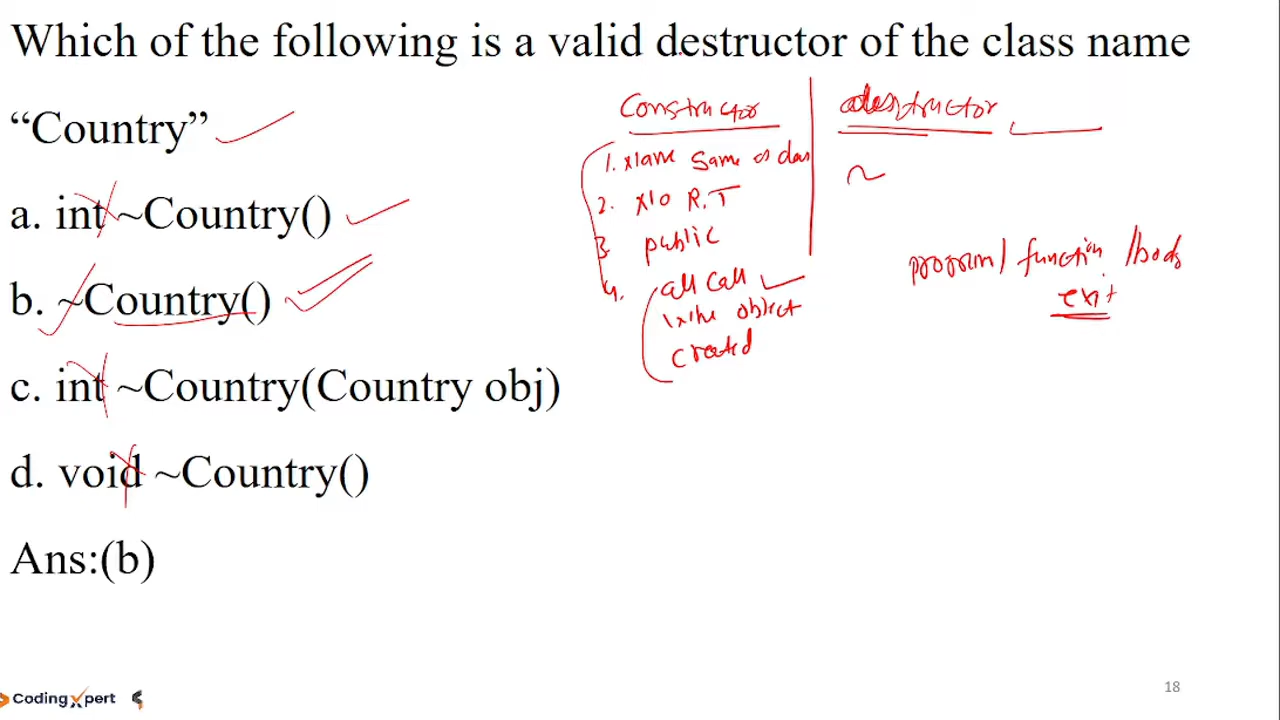 Which of the following is a valid destructor of the class name
“Country”
a. int ~Country()
b. ~Country()
c. int ~Country(Country obj)
d. void ~Country()
Ans:(b)
Constructor
1. Name Same as class
2. No R.T
3. public
4. call
object
created
destructor
~
program/ function /body
exit
18
CodingXpert